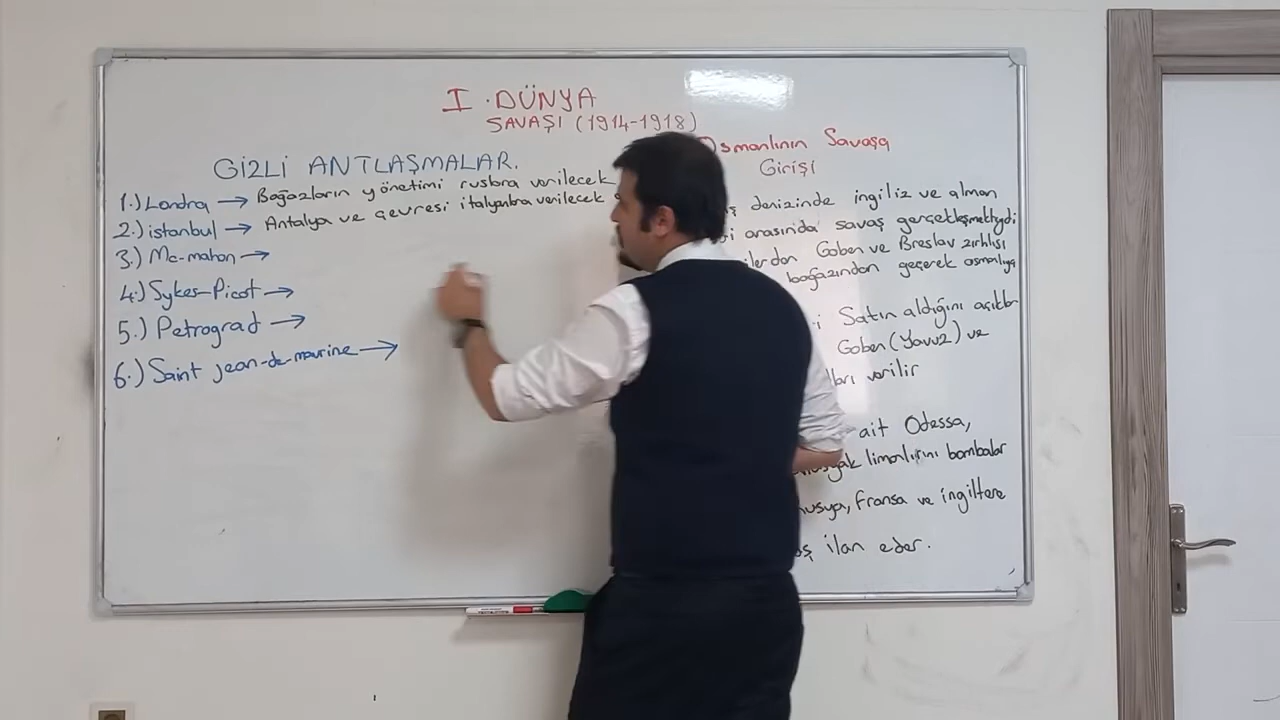 I. DÜNYA
SAVAŞI (1914-1918)
GİZLİ ANTLAŞMALAR.
1.) Londra → Boğazların yönetimi ruslara verilecek
2.) istanbul → Antalya ve çevresi italyanlara verilecek
3.) Mc-mahon →
4.) Sykes-Picot →
5.) Petrograd →
6.) Saint jean-de-maurine →
Osmanlının Savaşa
Girişi
denizinde ingiliz ve alman
arasında savaş gerçekleşmekteydi
Goben ve Breslav zırhlısı
boğazından geçerek osmanlıya
Satın aldığını açıklar
Goben (Yavuz) ve
verilir
ait Odessa,
limanlarını bombalar
Rusya, Fransa ve ingiltere
ilan eder.